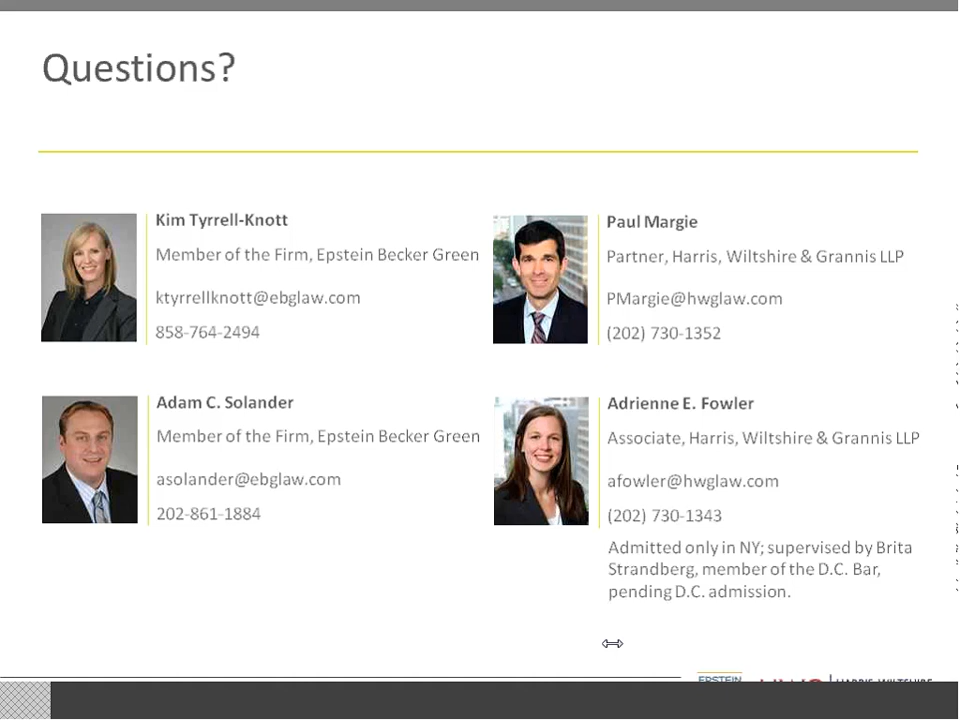 Questions?
Kim Tyrrell-Knott
Member of the Firm, Epstein Becker Green
ktyrrellknott@ebglaw.com
858-764-2494
Paul Margie
Partner, Harris, Wiltshire & Grannis LLP
PMargie@hwglaw.com
(202) 730-1352
Adam C. Solander
Member of the Firm, Epstein Becker Green
asolander@ebglaw.com
202-861-1884
Adrienne E. Fowler
Associate, Harris, Wiltshire & Grannis LLP
afowler@hwglaw.com
(202) 730-1343
Admitted only in NY; supervised by Brita
Strandberg, member of the D.C. Bar,
pending D.C. admission.
EPSTEIN